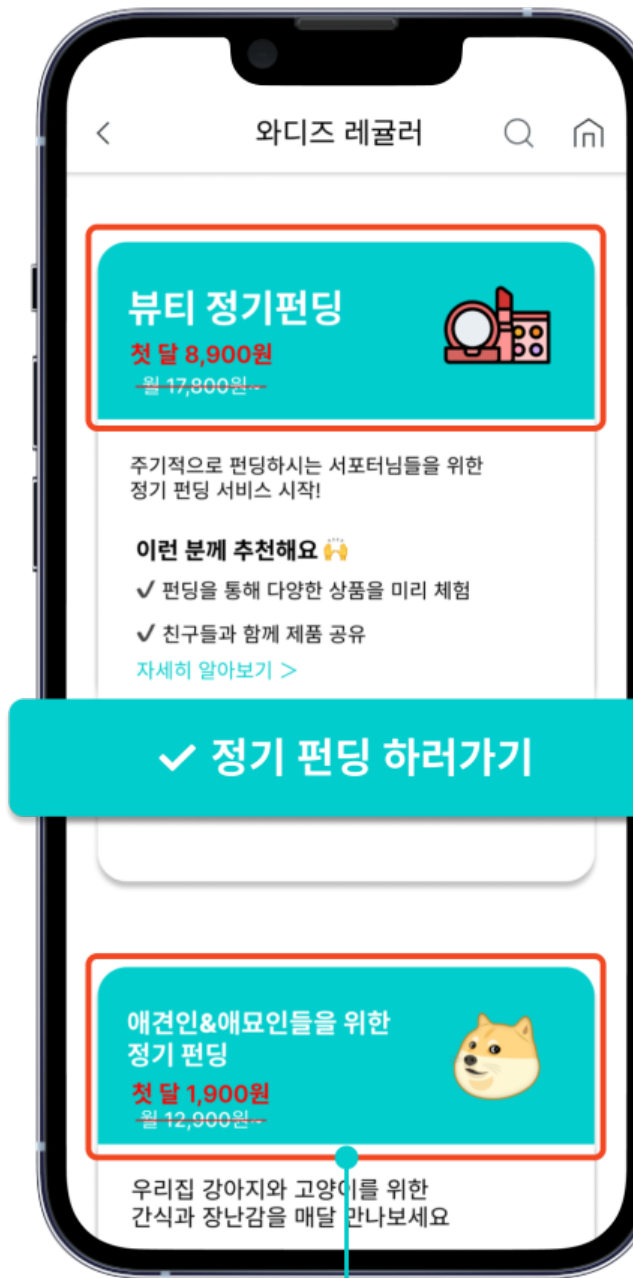 와디즈 레귤러
뷰티 정기펀딩
첫 달 8,900원
월 17,800원~
주기적으로 펀딩하시는 서포터님들을 위한
정기 펀딩 서비스 시작!
이런 분께 추천해요 🙌
✓ 펀딩을 통해 다양한 상품을 미리 체험
✓ 친구들과 함께 제품 공유
자세히 알아보기 >
✓ 정기 펀딩 하러가기
애견인&애묘인들을 위한
정기 펀딩
첫 달 1,900원
월 12,900원~
우리집 강아지와 고양이를 위한
간식과 장난감을 매달 만나보세요